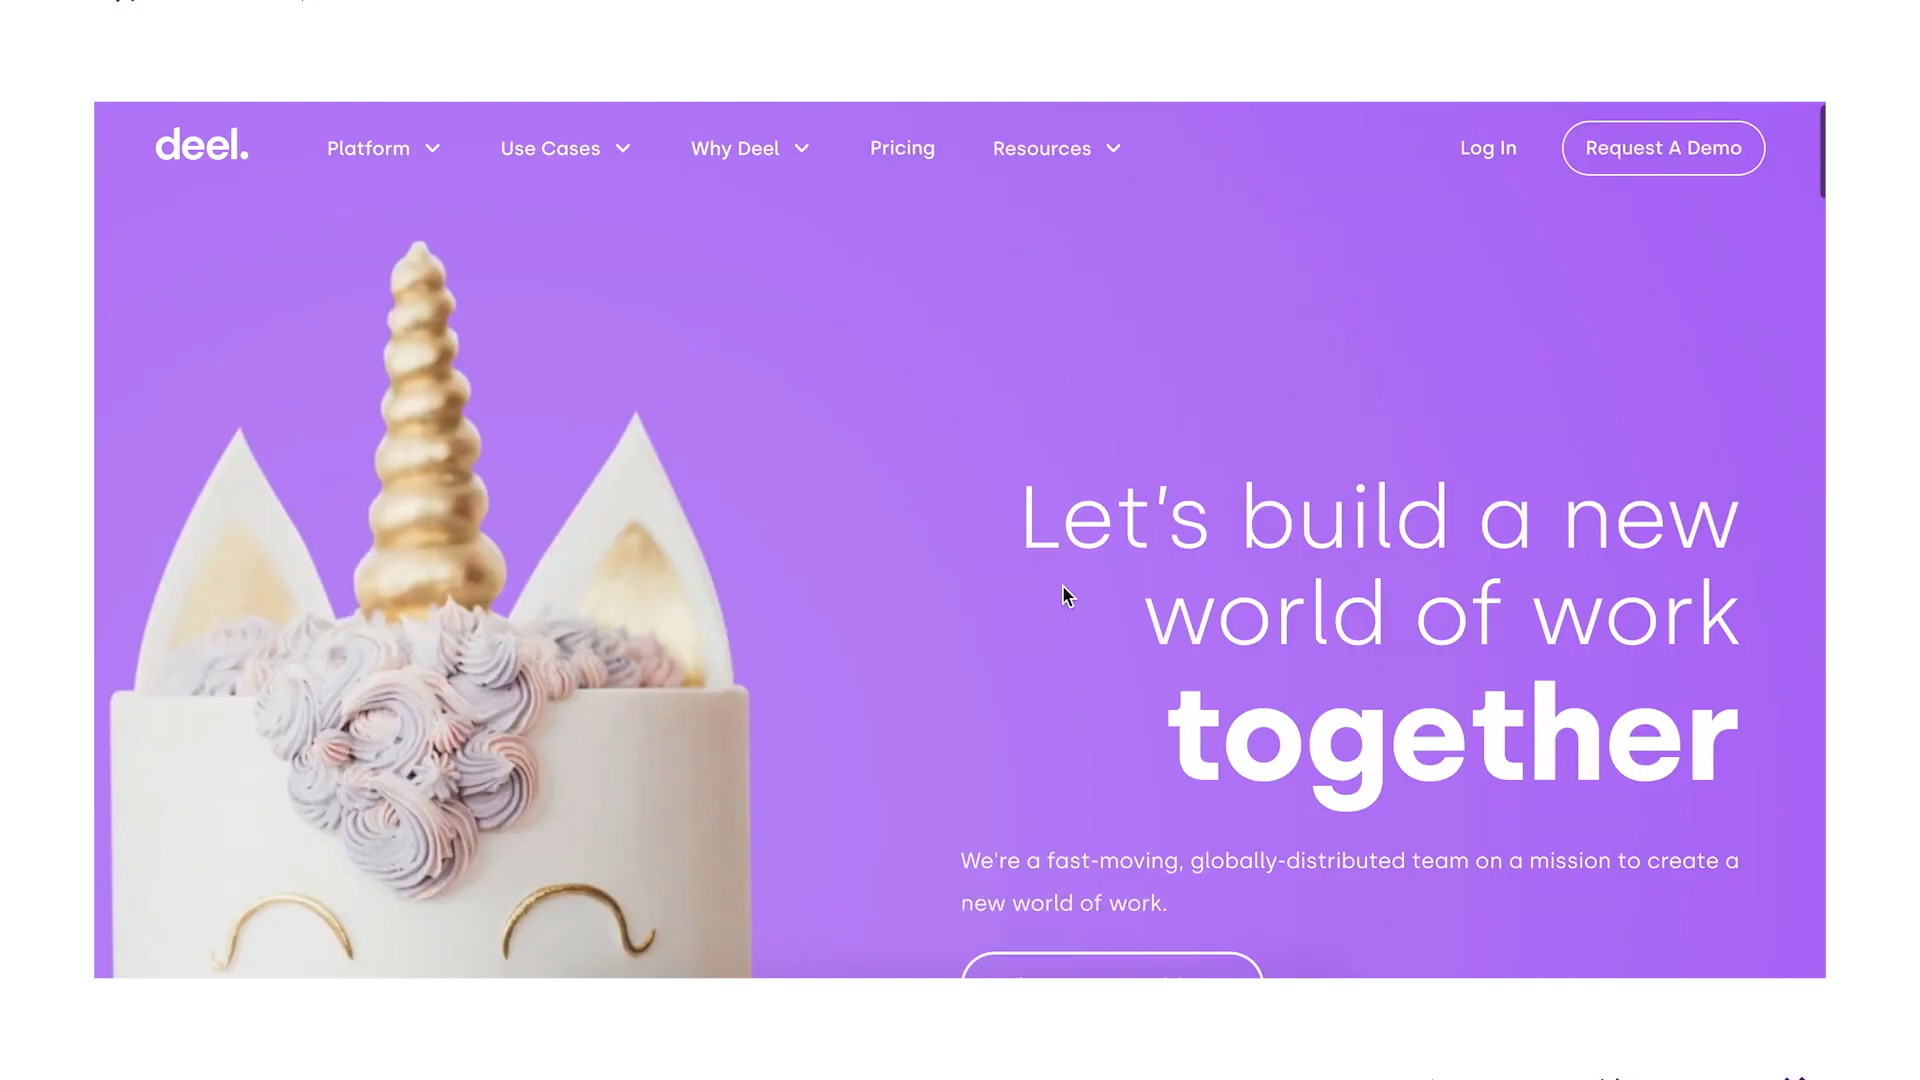 deel.
Platform
Use Cases
Why Deel
Pricing
Resources
Log In
Request A Demo
Let's build a new
world of work
together
We're a fast-moving, globally-distributed team on a mission to create a
new world of work.